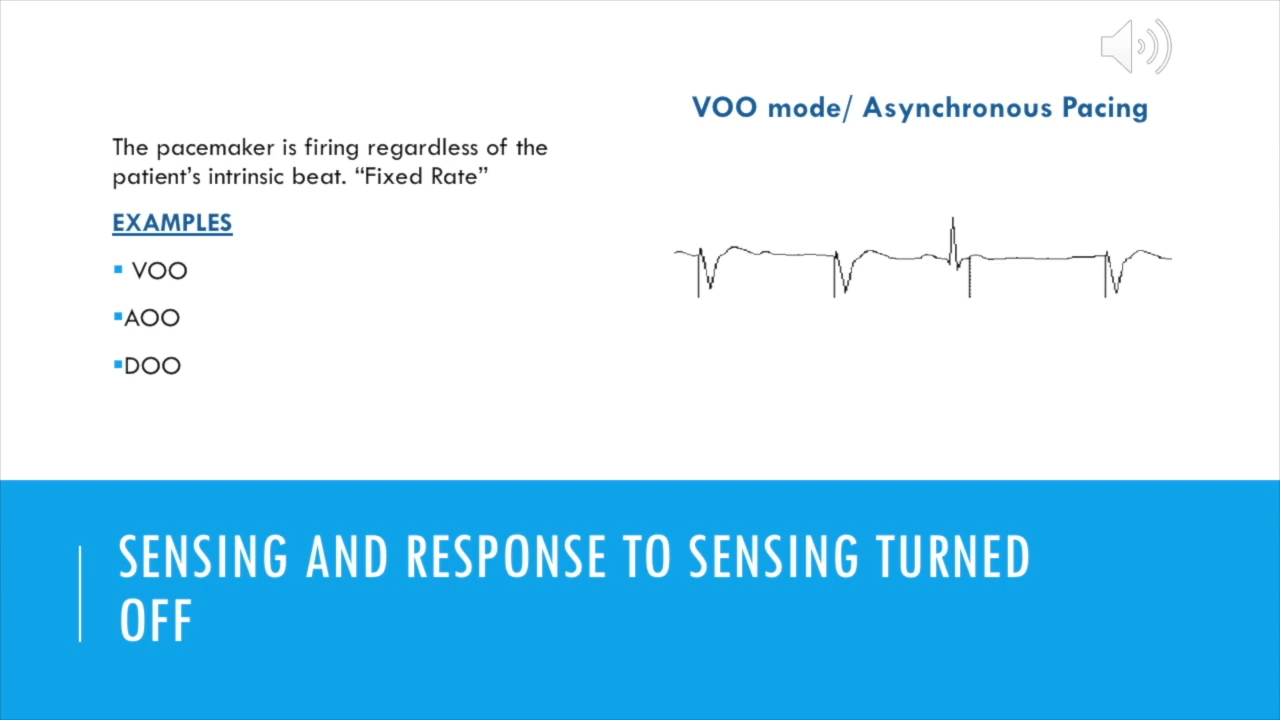 VOO mode/ Asynchronous Pacing
The pacemaker is firing regardless of the
patient’s intrinsic beat. “Fixed Rate”
EXAMPLES
▪ VOO
▪AOO
▪DOO
SENSING AND RESPONSE TO SENSING TURNED
OFF